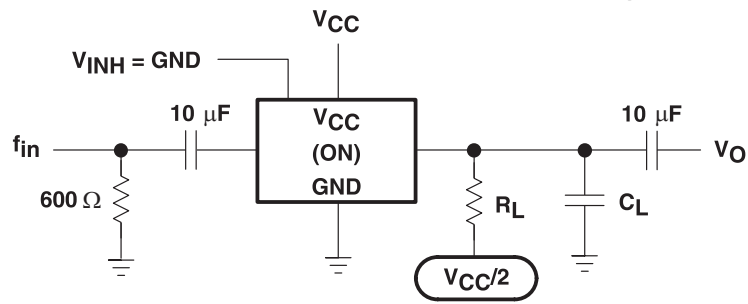 VCC
VINH = GND
10 μF
VCC
(ON)
GND
fin
600 Ω
10 μF
VO
RL
CL
VCC/2